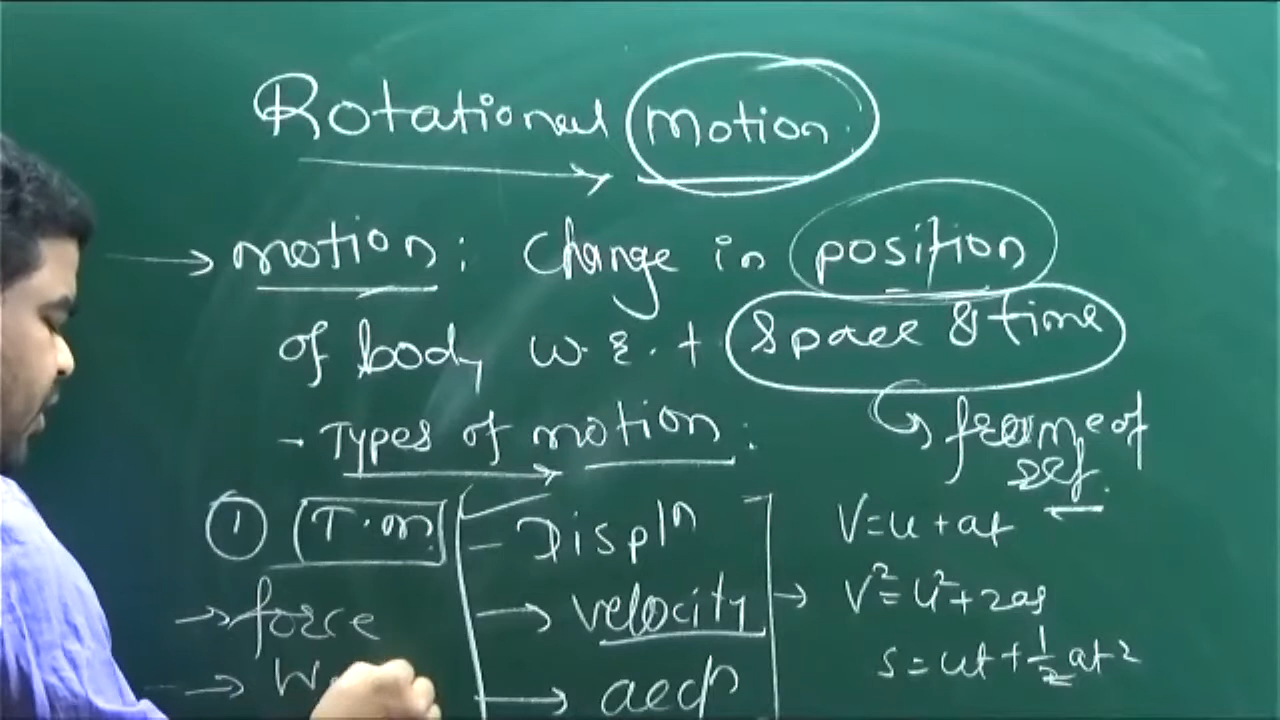 Rotational motion:
motion: Change in position
of body w.r.t space & time
frame of
ref.
- Types of motion:
① T.m Displⁿ
force velocity
W accⁿ
V=u+at
V²=u²+2as
s=ut+½at²